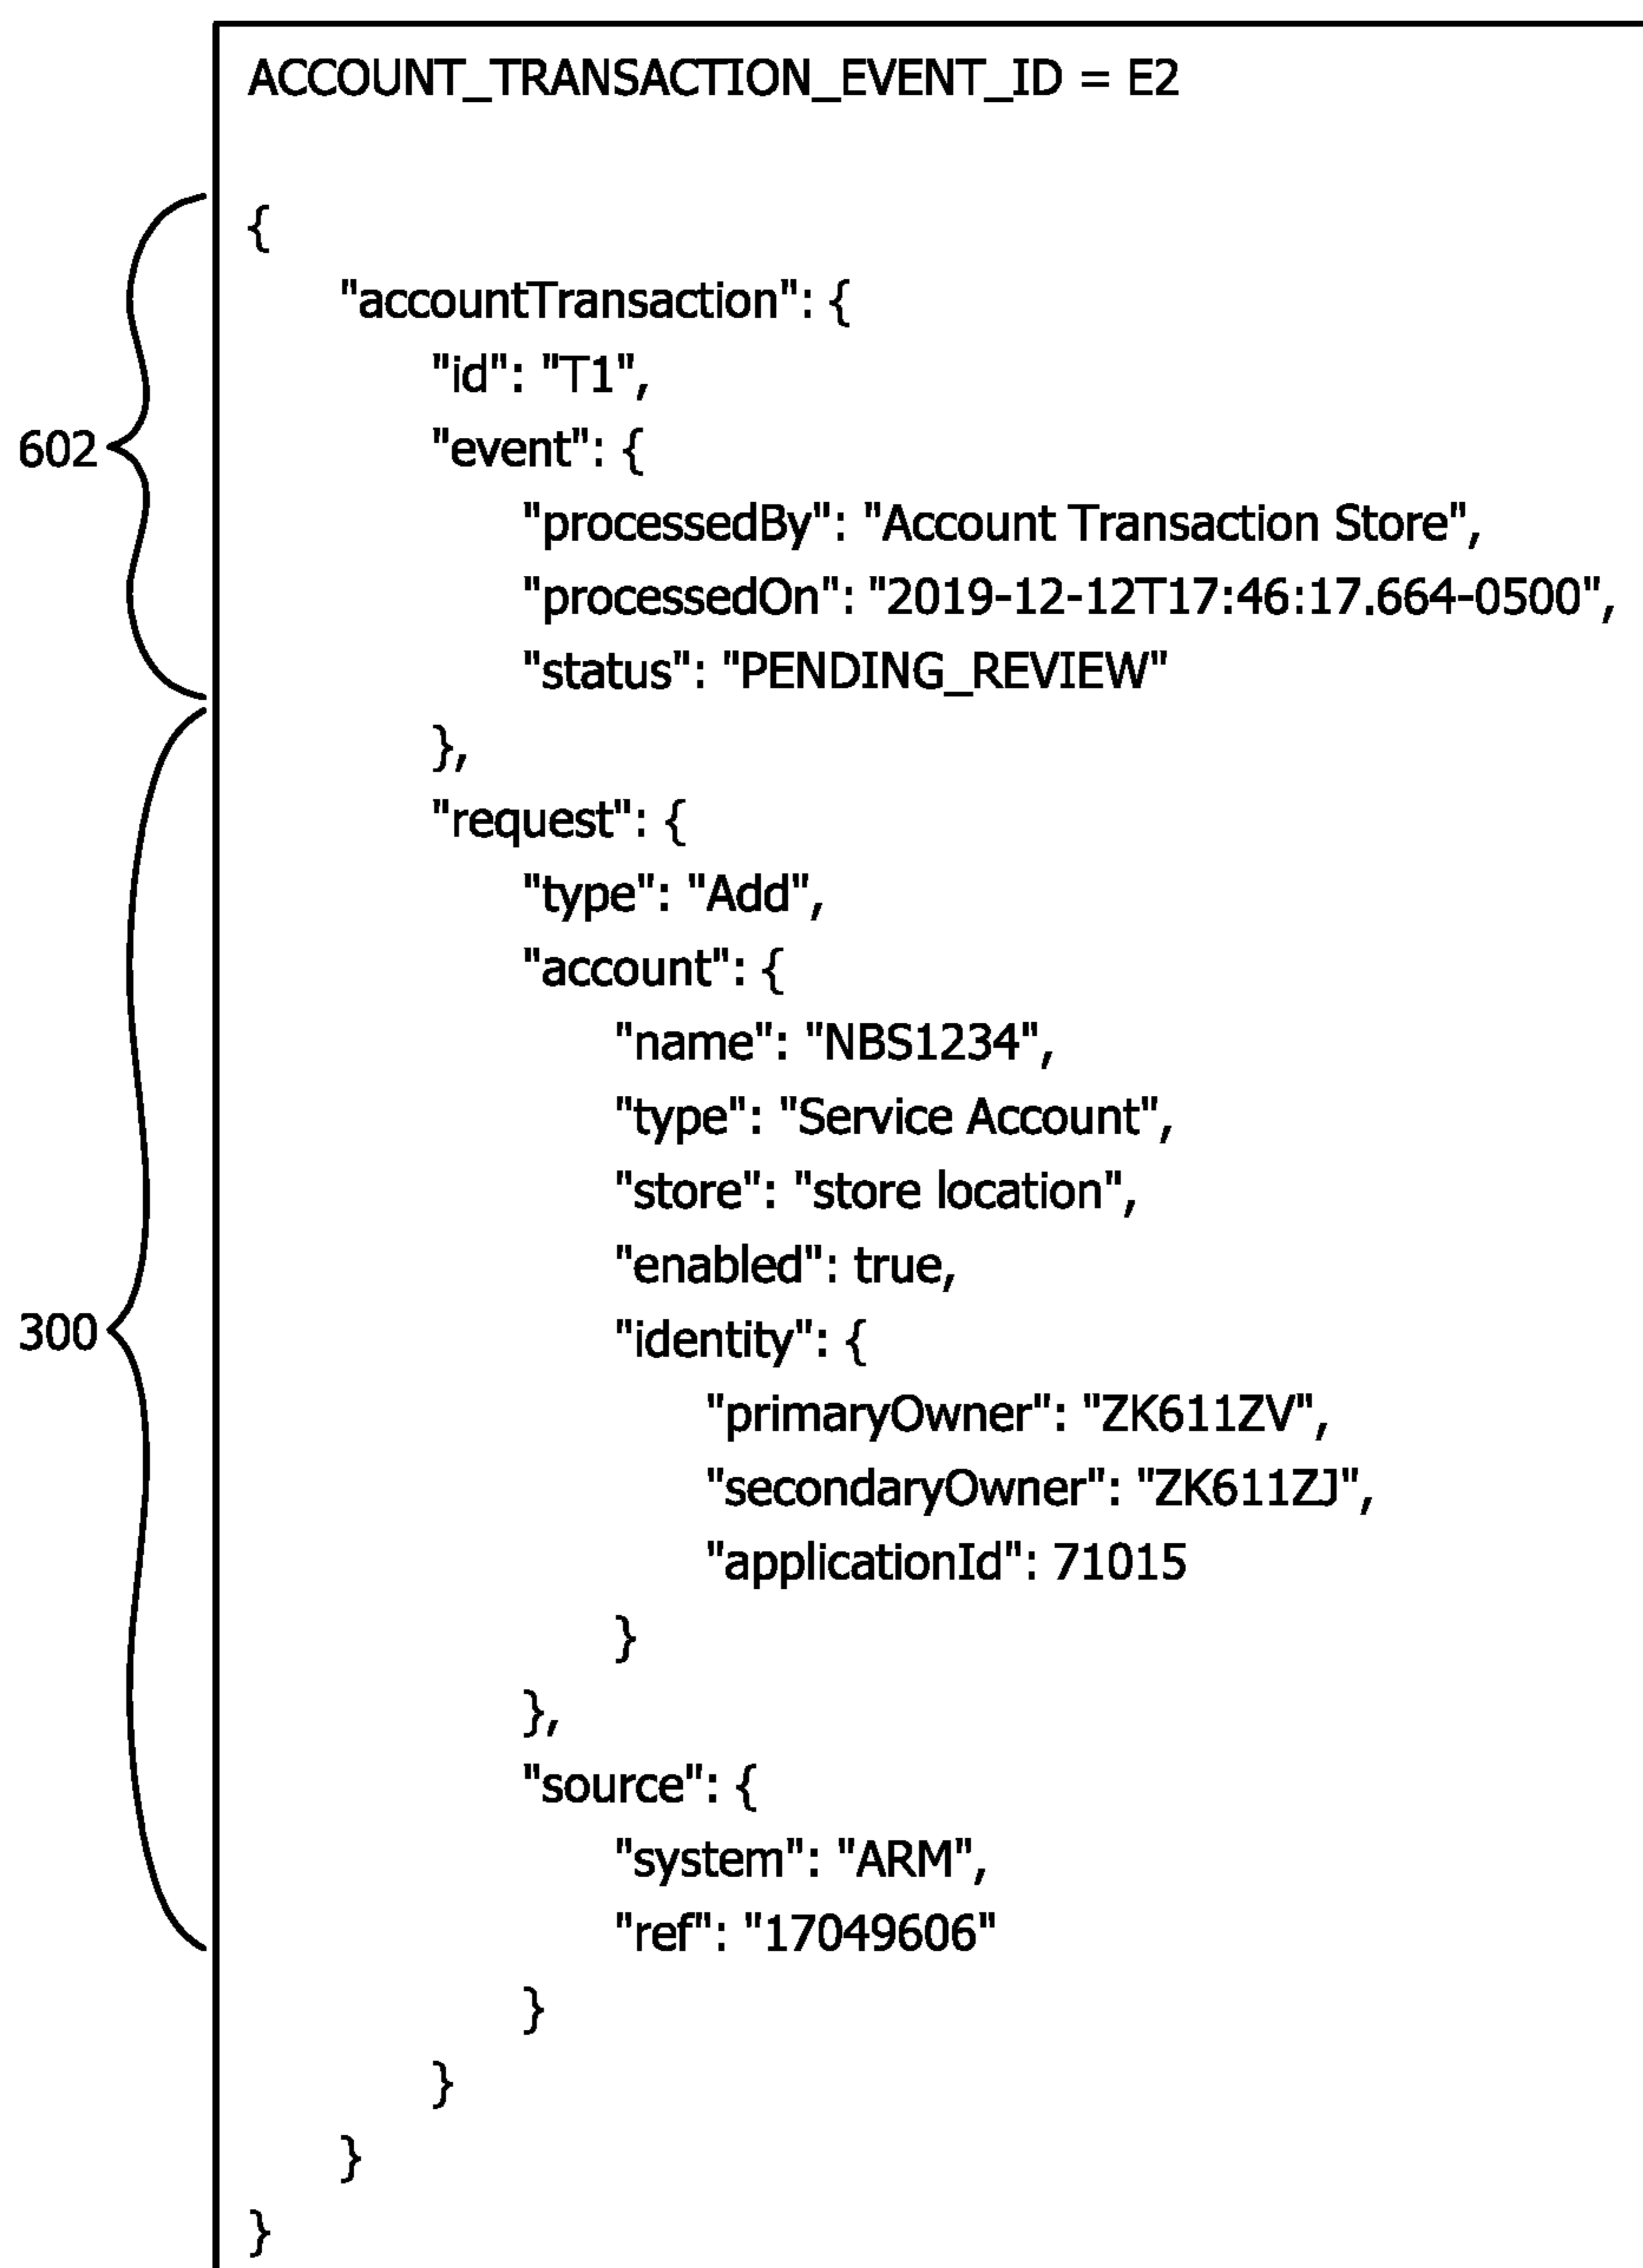 ACCOUNT_TRANSACTION_EVENT_ID = E2
{
"accountTransaction": {
"id": "T1",
"event": {
602
"processedBy": "Account Transaction Store",
"processedOn": "2019-12-12T17:46:17.664-0500",
"status": "PENDING_REVIEW"
},
"request": {
"type": "Add",
"account": {
"name": "NBS1234",
"type": "Service Account",
"store": "store location",
"enabled": true,
300
"identity": {
"primaryOwner": "ZK611ZV",
"secondaryOwner": "ZK611ZJ",
"applicationId": 71015
}
},
"source": {
"system": "ARM",
"ref": "17049606"
}
}
}
}